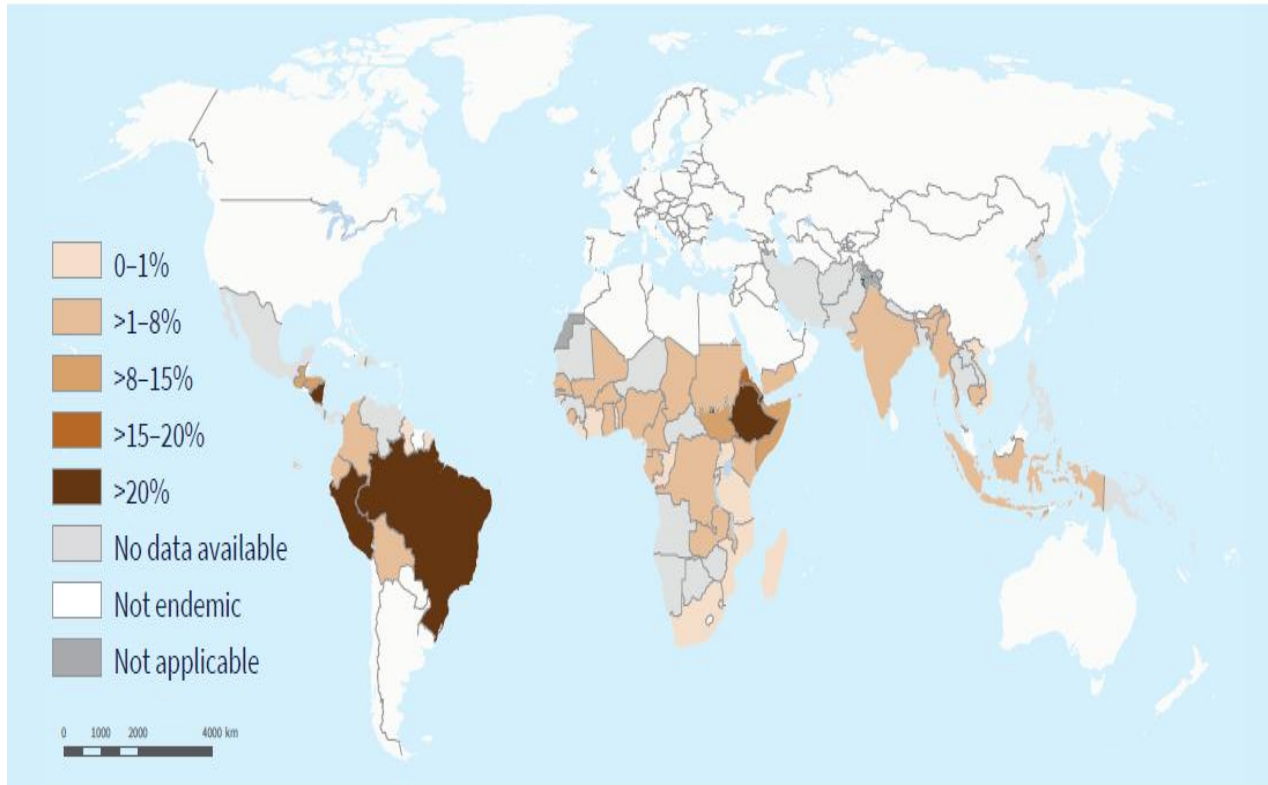 0–1%
>1–8%
>8–15%
>15–20%
>20%
No data available
Not endemic
Not applicable
0 1000 2000 4000 km